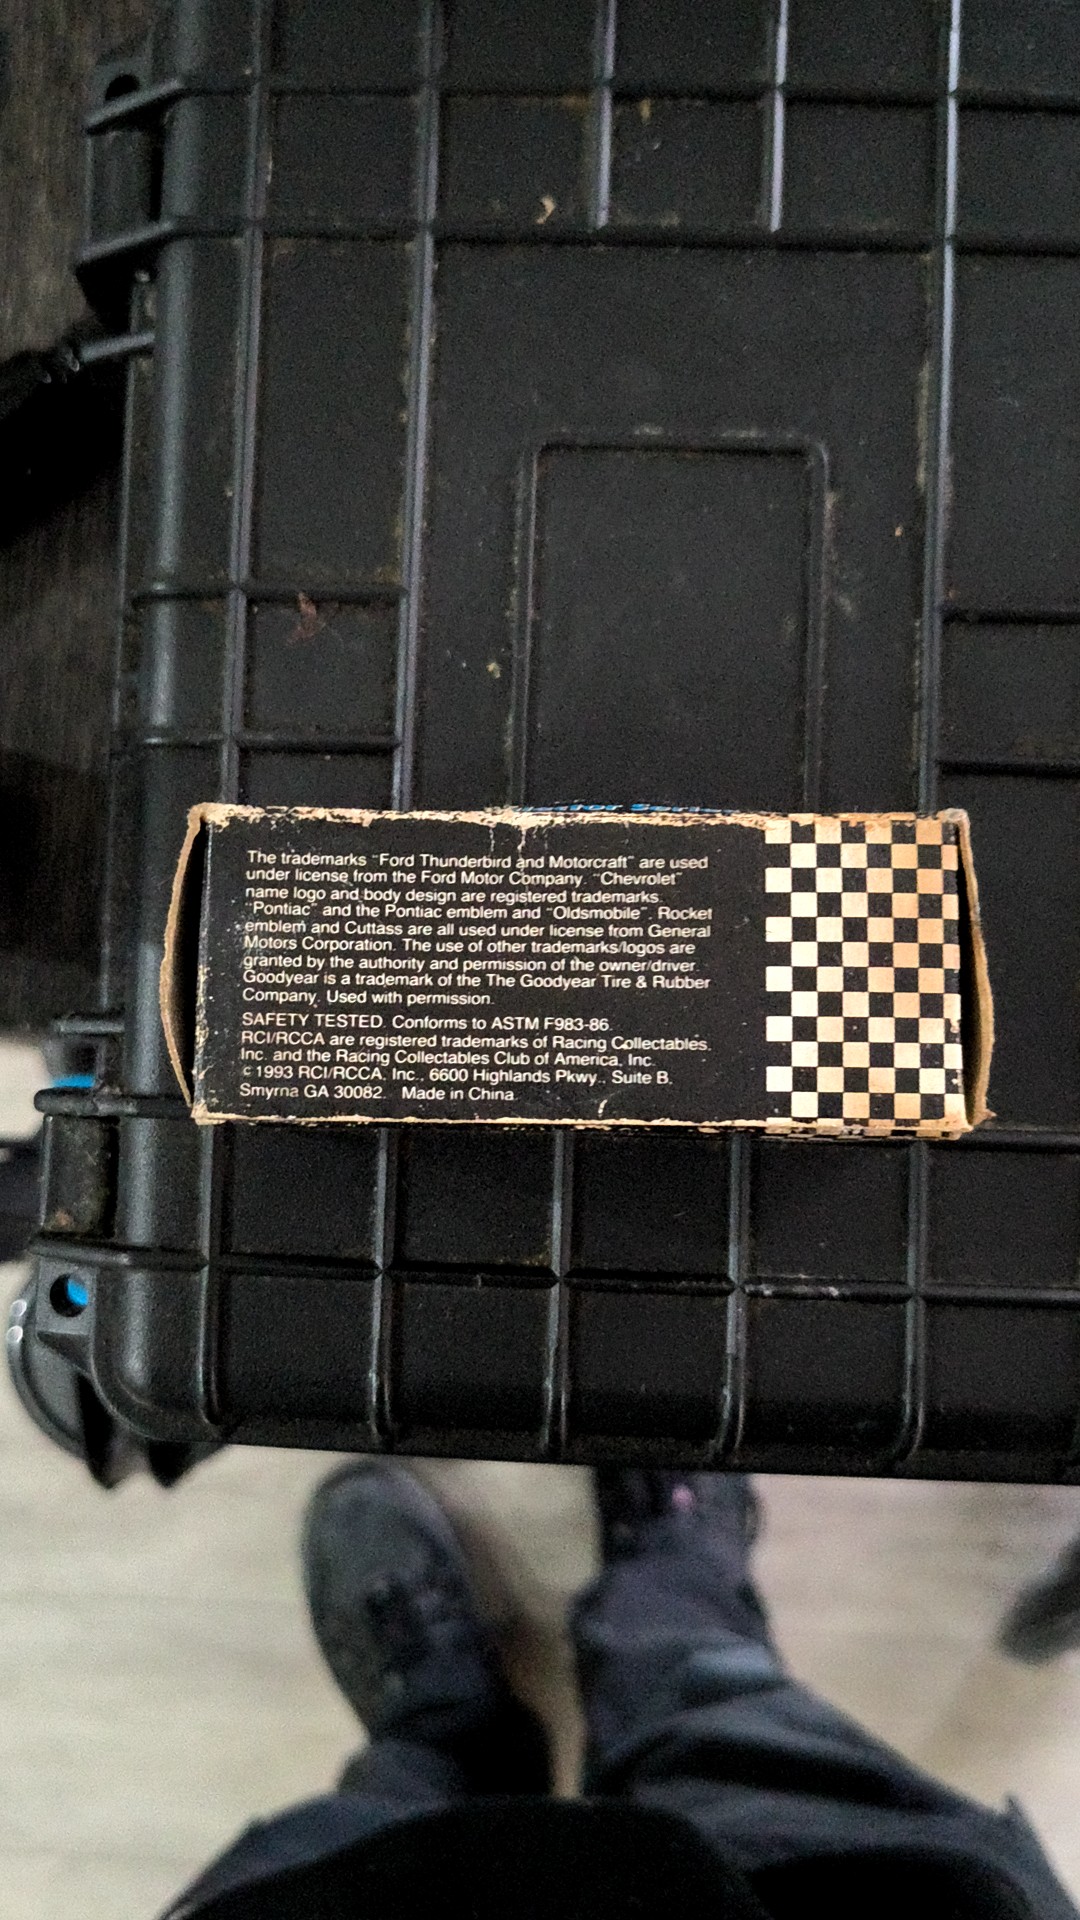 The trademarks "Ford Thunderbird and Motorcraft" are used
under license from the Ford Motor Company. "Chevrolet"
name logo and body design are registered trademarks.
"Pontiac" and the Pontiac emblem and "Oldsmobile". Rocket
emblem and Cuttass are all used under license from General
Motors Corporation. The use of other trademarks/logos are
granted by the authority and permission of the owner/driver.
Goodyear is a trademark of the The Goodyear Tire & Rubber
Company. Used with permission.
SAFETY TESTED. Conforms to ASTM F983-86.
RCI/RCCA are registered trademarks of Racing Collectables,
Inc. and the Racing Collectables Club of America, Inc.
© 1993 RCI/RCCA, Inc., 6600 Highlands Pkwy., Suite B,
Smyrna GA 30082. Made in China.